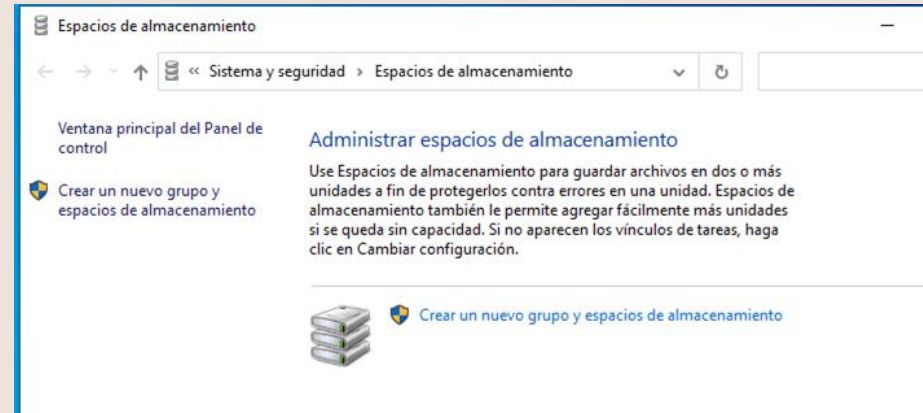 Espacios de almacenamiento
« Sistema y seguridad › Espacios de almacenamiento
Ventana principal del Panel de
control
Crear un nuevo grupo y
espacios de almacenamiento
Administrar espacios de almacenamiento
Use Espacios de almacenamiento para guardar archivos en dos o más
unidades a fin de protegerlos contra errores en una unidad. Espacios de
almacenamiento también le permite agregar fácilmente más unidades
si se queda sin capacidad. Si no aparecen los vínculos de tareas, haga
clic en Cambiar configuración.
Crear un nuevo grupo y espacios de almacenamiento